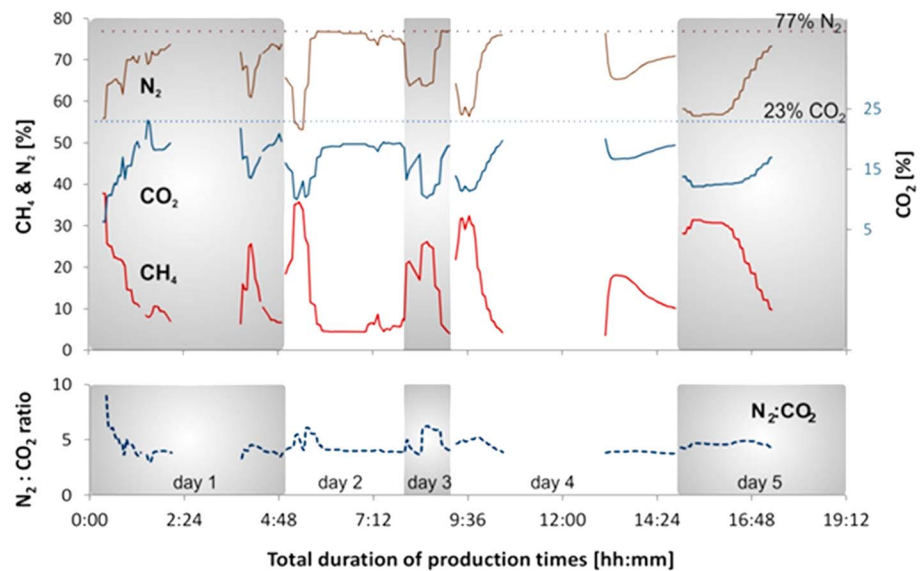 80
77% N₂
70
N₂
60
23% CO₂
25
50
15
CO₂
40
5
30
CH₄
20
10
0
CH₄ & N₂ [%]
CO₂ [%]
10
N₂:CO₂
5
0
N₂ : CO₂ ratio
day 1 day 2 day 3 day 4 day 5
0:00 2:24 4:48 7:12 9:36 12:00 14:24 16:48 19:12
Total duration of production times [hh:mm]